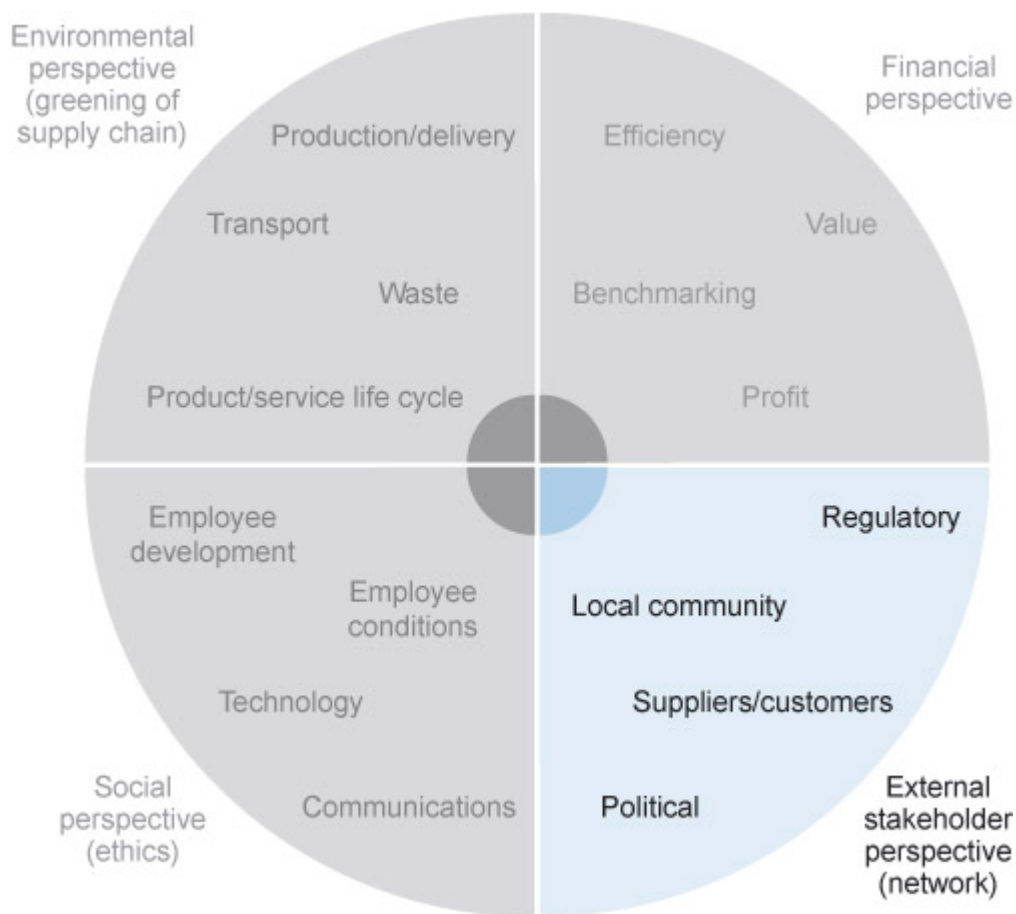 Environmental
perspective
(greening of
supply chain)
Production/delivery
Transport
Waste
Product/service life cycle
Financial
perspective
Efficiency
Value
Benchmarking
Profit
Employee
development
Employee
conditions
Technology
Communications
Social
perspective
(ethics)
Regulatory
Local community
Suppliers/customers
Political
External
stakeholder
perspective
(network)